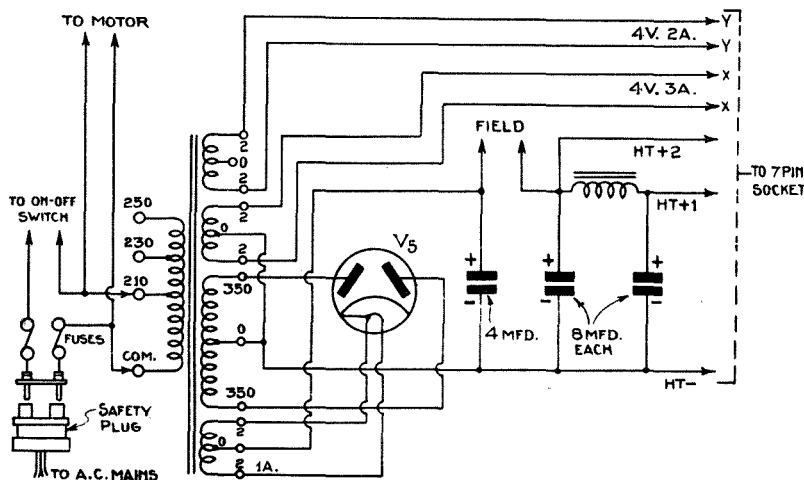 TO MOTOR
Y
4V. 2A.
Y
X
4V. 3A.
X
2
0
2
FIELD
HT+2
TO 7 PIN
SOCKET
HT+1
TO ON-OFF
SWITCH
250
230
210
COM.
FUSES
2
0
2
350
0
350
V5
+
-
4 MFD.
+
-
8 MFD.
EACH
+
-
HT-
SAFETY
PLUG
TO A.C. MAINS
2
0
2
1A.